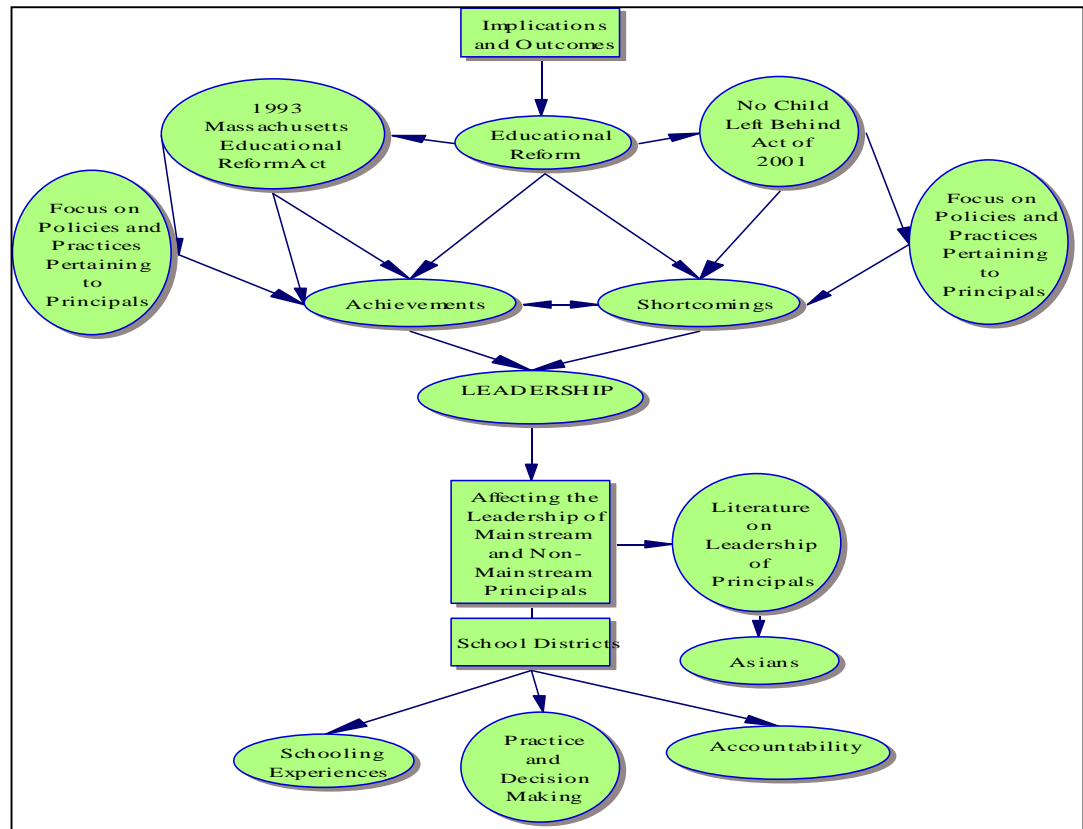 Implications
and Outcomes
1993
Massachusetts
Educational
ReformAct
Educational
Reform
No Child
Left Behind
Act of
2001
Focus on
Policies and
Practices
Pertaining
to
Principals
Focus on
Policies and
Practices
Pertaining
to
Principals
Achievements
Shortcomings
LEADERSHIP
Affecting the
Leadership of
Mainstream
and Non-
Mainstream
Principals
Literature
on
Leadership
of
Principals
School Districts
Asians
Schooling
Experiences
Practice
and
Decision
Making
Accountability